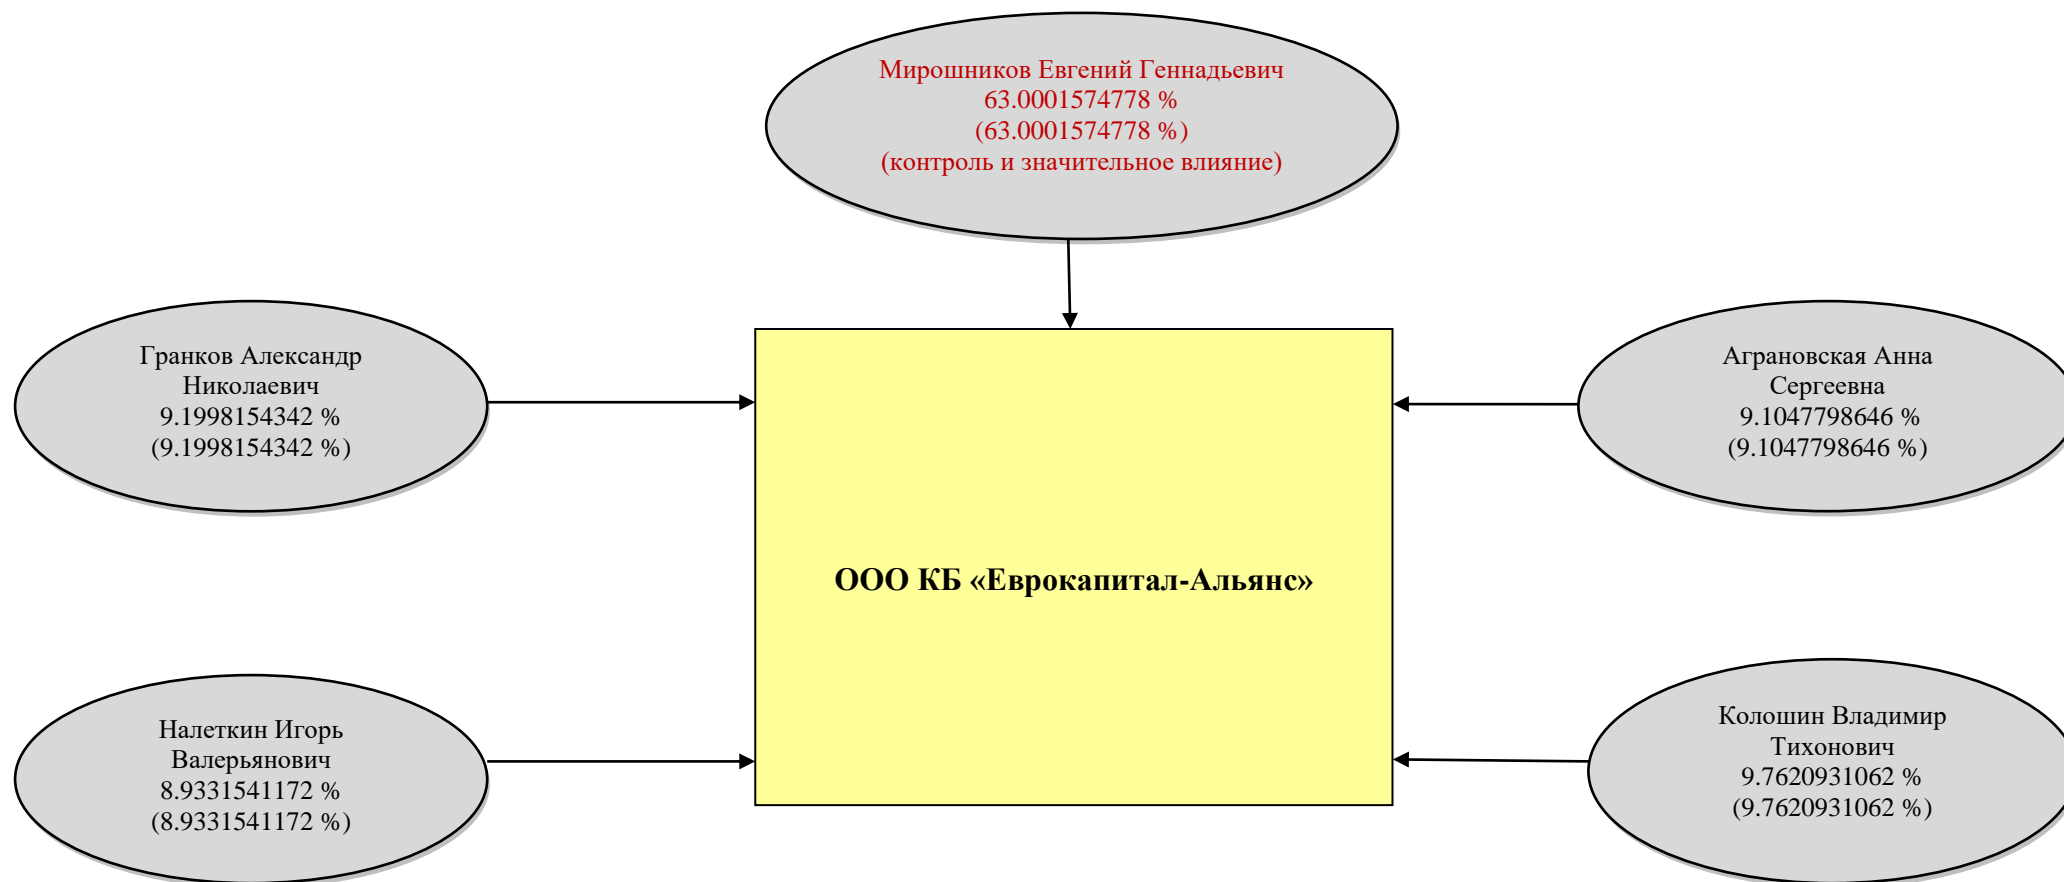 Мирошников Евгений Геннадьевич
63.0001574778 %
(63.0001574778 %)
(контроль и значительное влияние)
Гранков Александр
Николаевич
9.1998154342 %
(9.1998154342 %)
Аграновская Анна
Сергеевна
9.1047798646 %
(9.1047798646 %)
ООО КБ «Еврокапитал-Альянс»
Налеткин Игорь
Валерьянович
8.9331541172 %
(8.9331541172 %)
Колошин Владимир
Тихонович
9.7620931062 %
(9.7620931062 %)